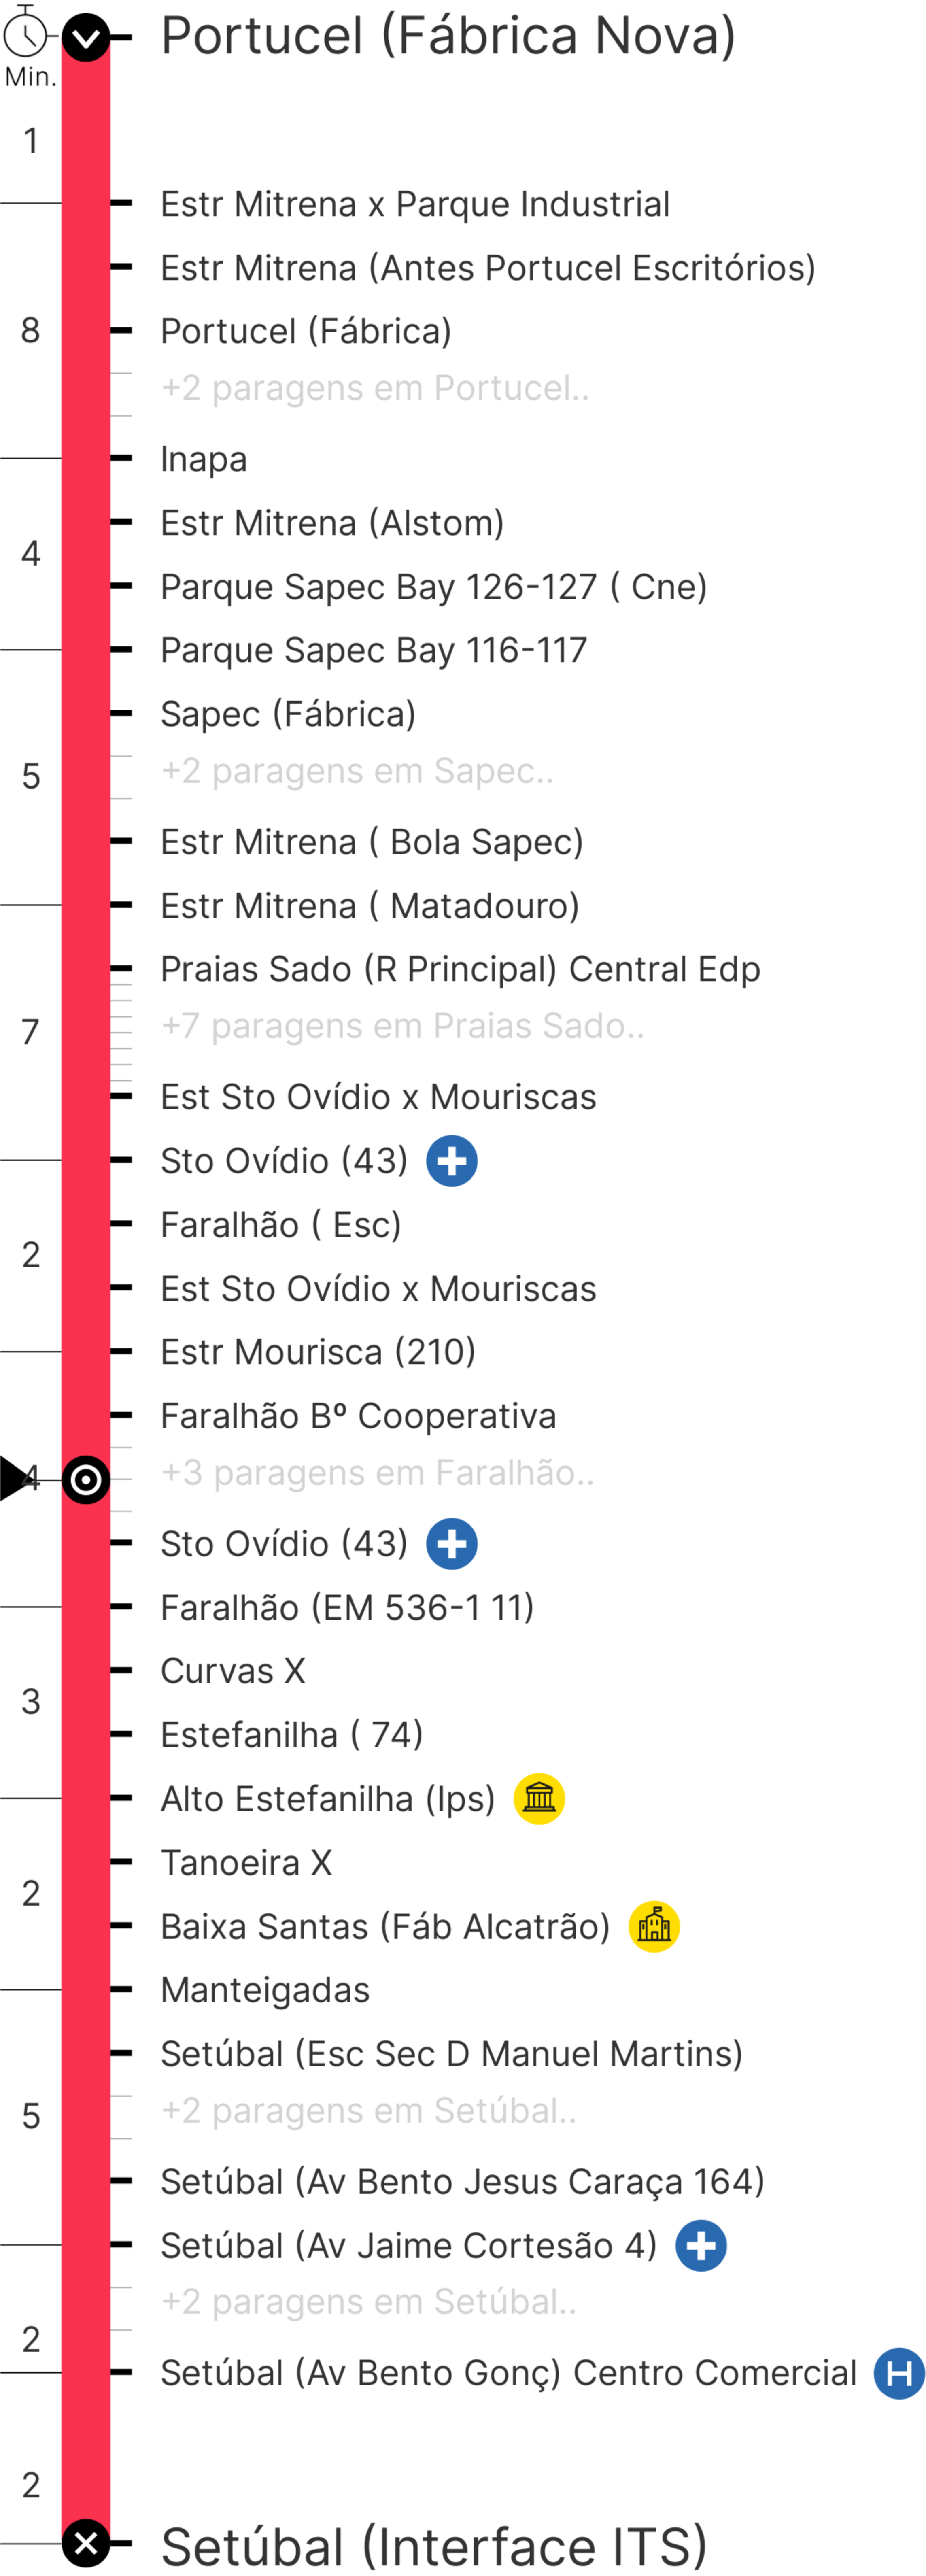 Portucel (Fábrica Nova)
Min.
1
Estr Mitrena x Parque Industrial
Estr Mitrena (Antes Portucel Escritórios)
8
Portucel (Fábrica)
+2 paragens em Portucel..
Inapa
Estr Mitrena (Alstom)
4
Parque Sapec Bay 126-127 ( Cne)
Parque Sapec Bay 116-117
Sapec (Fábrica)
5
+2 paragens em Sapec..
Estr Mitrena ( Bola Sapec)
Estr Mitrena ( Matadouro)
Praias Sado (R Principal) Central Edp
7
+7 paragens em Praias Sado..
Est Sto Ovídio x Mouriscas
Sto Ovídio (43)
Faralhão ( Esc)
2
Est Sto Ovídio x Mouriscas
Estr Mourisca (210)
Faralhão Bº Cooperativa
4
+3 paragens em Faralhão..
Sto Ovídio (43)
Faralhão (EM 536-1 11)
Curvas X
3
Estefanilha ( 74)
Alto Estefanilha (Ips)
Tanoeira X
2
Baixa Santas (Fáb Alcatrão)
Manteigadas
Setúbal (Esc Sec D Manuel Martins)
5
+2 paragens em Setúbal..
Setúbal (Av Bento Jesus Caraça 164)
Setúbal (Av Jaime Cortesão 4)
+2 paragens em Setúbal..
2
Setúbal (Av Bento Gonç) Centro Comercial H
2
Setúbal (Interface ITS)